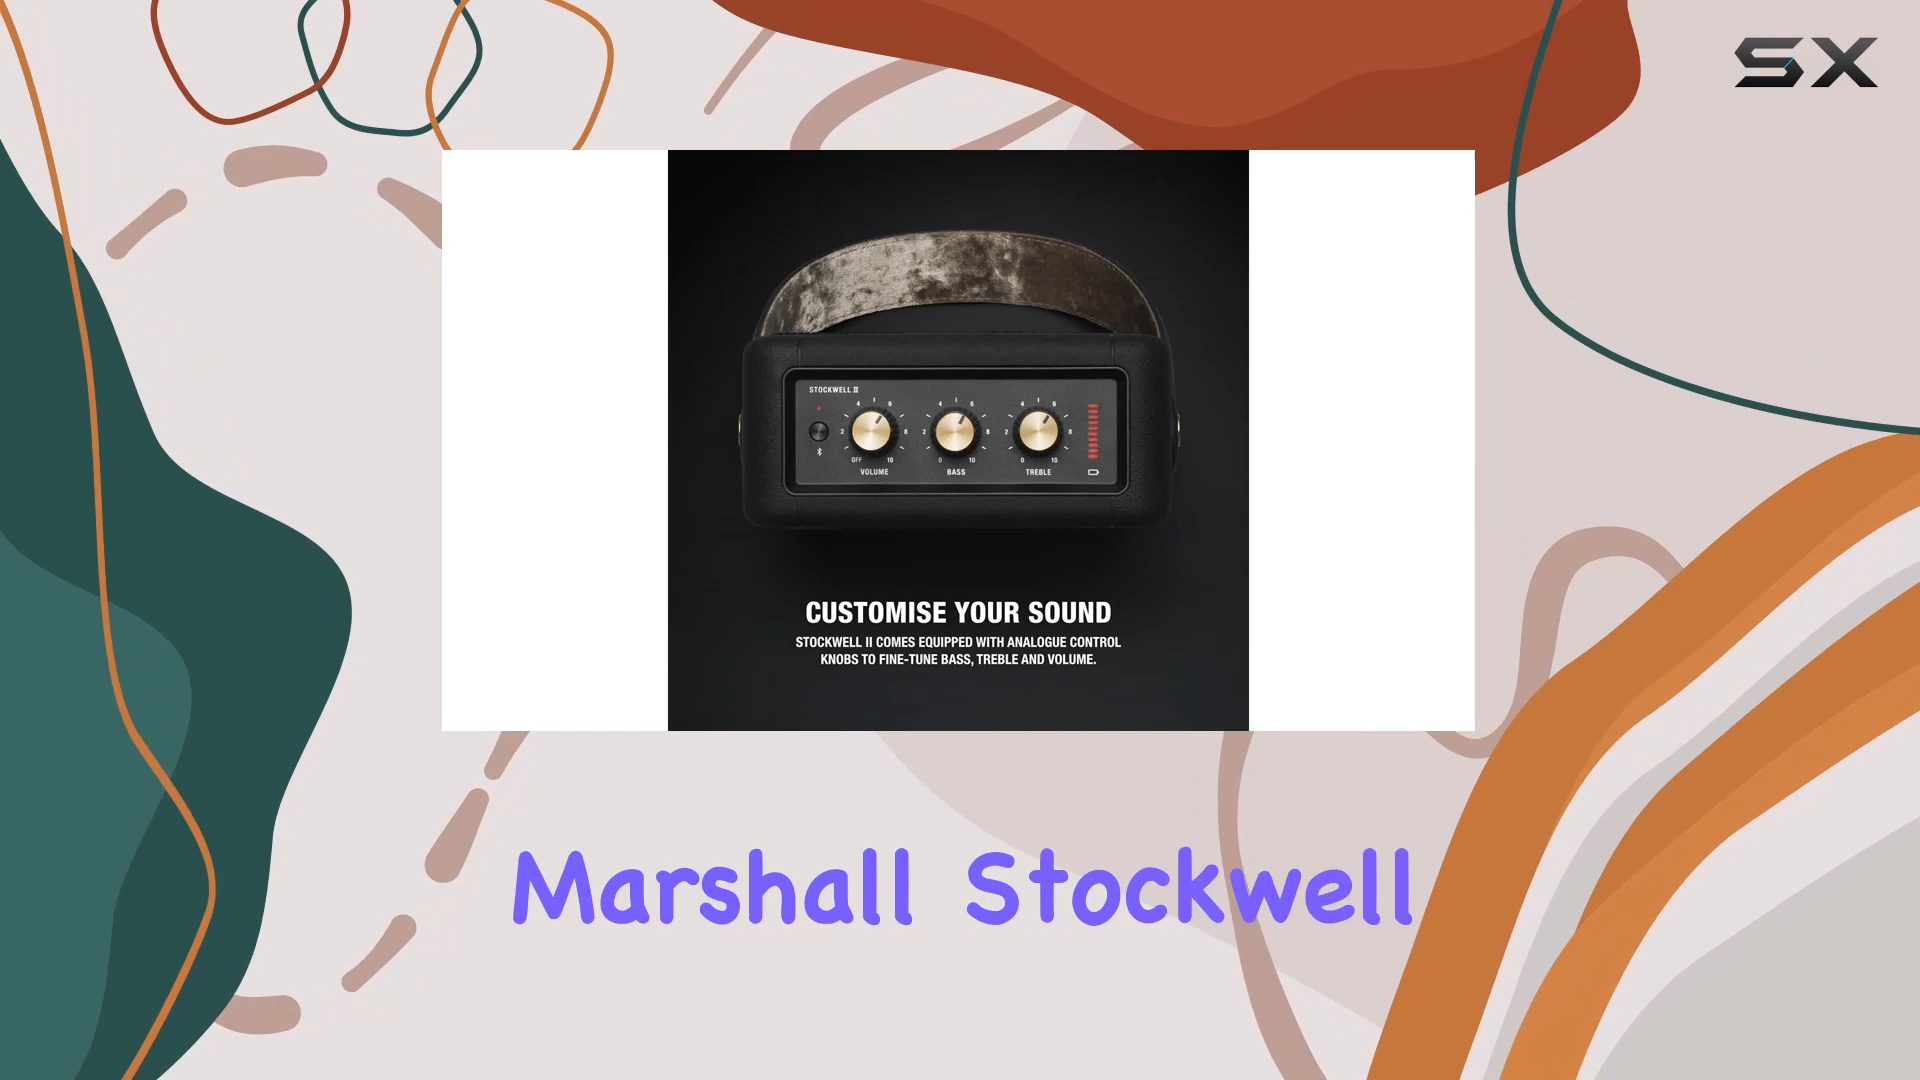 SX
STOCKWELL II
4 6 4 6 4 6
2 8 2 8 2 8
OFF 10 0 10 0 10
VOLUME BASS TREBLE
CUSTOMISE YOUR SOUND
STOCKWELL II COMES EQUIPPED WITH ANALOGUE CONTROL
KNOBS TO FINE-TUNE BASS, TREBLE AND VOLUME.
Marshall Stockwell